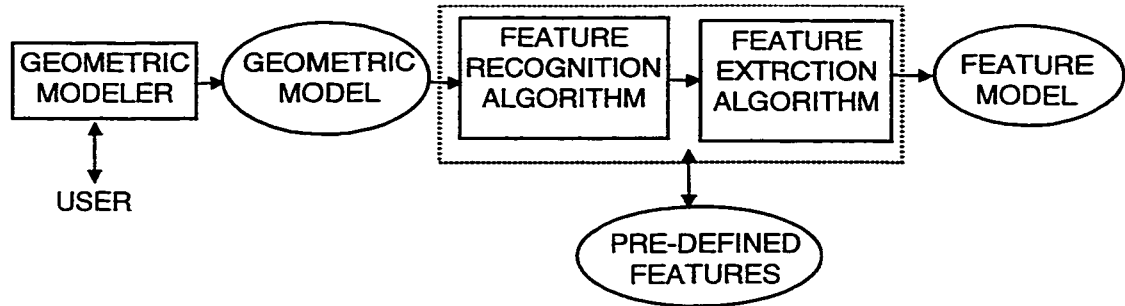 GEOMETRIC
MODELER
GEOMETRIC
MODEL
FEATURE
RECOGNITION
ALGORITHM
FEATURE
EXTRCTION
ALGORITHM
FEATURE
MODEL
USER
PRE-DEFINED
FEATURES